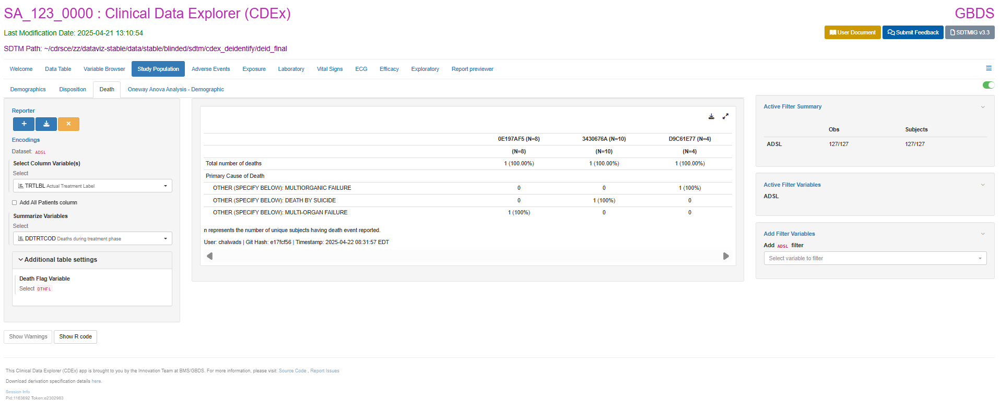 SA_123_0000 : Clinical Data Explorer (CDEx)
GBDS
Last Modification Date: 2025-04-21 13:10:54
User Document
Submit Feedback
SDTMIG v3.3
SDTM Path: ~/cdrsce/zz/dataviz-stable/data/stable/blinded/sdtm/cdex_deidentify/deid_final
Welcome Data Table Variable Browser Study Population Adverse Events Exposure Laboratory Vital Signs ECG Efficacy Exploratory Report previewer
Demographics Disposition Death Oneway Anova Analysis - Demographic
Reporter
Encodings
Dataset: ADSL
Select Column Variable(s)
Select
TRTLBL Actual Treatment Label
Add All Patients column
Summarize Variables
Select
DDTRTCOD Deaths during treatment phase
Additional table settings
Death Flag Variable
Select DTHFL
Show Warnings
Show R code
0E197AF5 (N=8) 3430676A (N=10) D9C61E77 (N=4)
(N=8) (N=10) (N=4)
Total number of deaths 1 (100.00%) 1 (100.00%) 1 (100.00%)
Primary Cause of Death
OTHER (SPECIFY BELOW): MULTIORGANIC FAILURE 0 0 1 (100%)
OTHER (SPECIFY BELOW): DEATH BY SUICIDE 0 1 (100%) 0
OTHER (SPECIFY BELOW): MULTI-ORGAN FAILURE 1 (100%) 0 0
n represents the number of unique subjects having death event reported.
User: chalwads | Git Hash: e17fcf56 | Timestamp: 2025-04-22 08:31:57 EDT
Active Filter Summary
Obs Subjects
ADSL 127/127 127/127
Active Filter Variables
ADSL
Add Filter Variables
Add ADSL filter
Select variable to filter
This Clinical Data Explorer (CDEx) app is brought to you by the Innovation Team at BMS/GBDS. For more information, please visit: Source Code , Report Issues
Download derivation specification details here.
Session Info
Pid:1163692 Token:e2302983